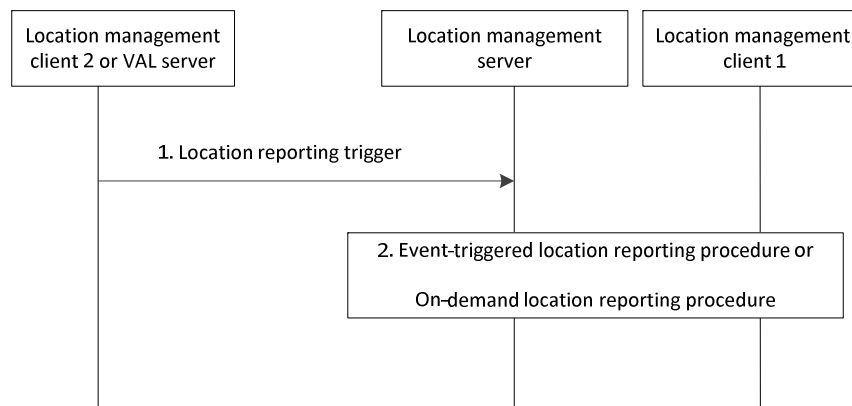 Location management
client 2 or VAL server
Location management
server
Location management
client 1
1. Location reporting trigger
2. Event-triggered location reporting procedure or
On-demand location reporting procedure